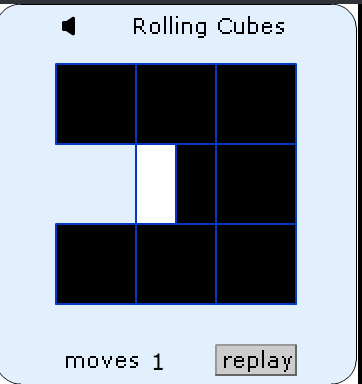 Rolling Cubes
moves 1
replay